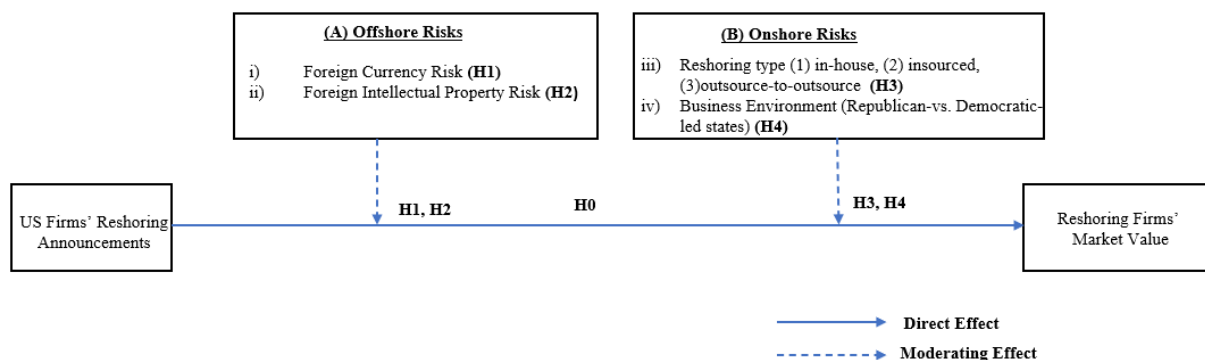 (A) Offshore Risks
i) Foreign Currency Risk (H1)
ii) Foreign Intellectual Property Risk (H2)
(B) Onshore Risks
iii) Reshoring type (1) in-house, (2) insourced,
(3)outsource-to-outsource (H3)
iv) Business Environment (Republican-vs. Democratic-
led states) (H4)
US Firms’ Reshoring
Announcements
H1, H2
H0
H3, H4
Reshoring Firms’
Market Value
Direct Effect
Moderating Effect